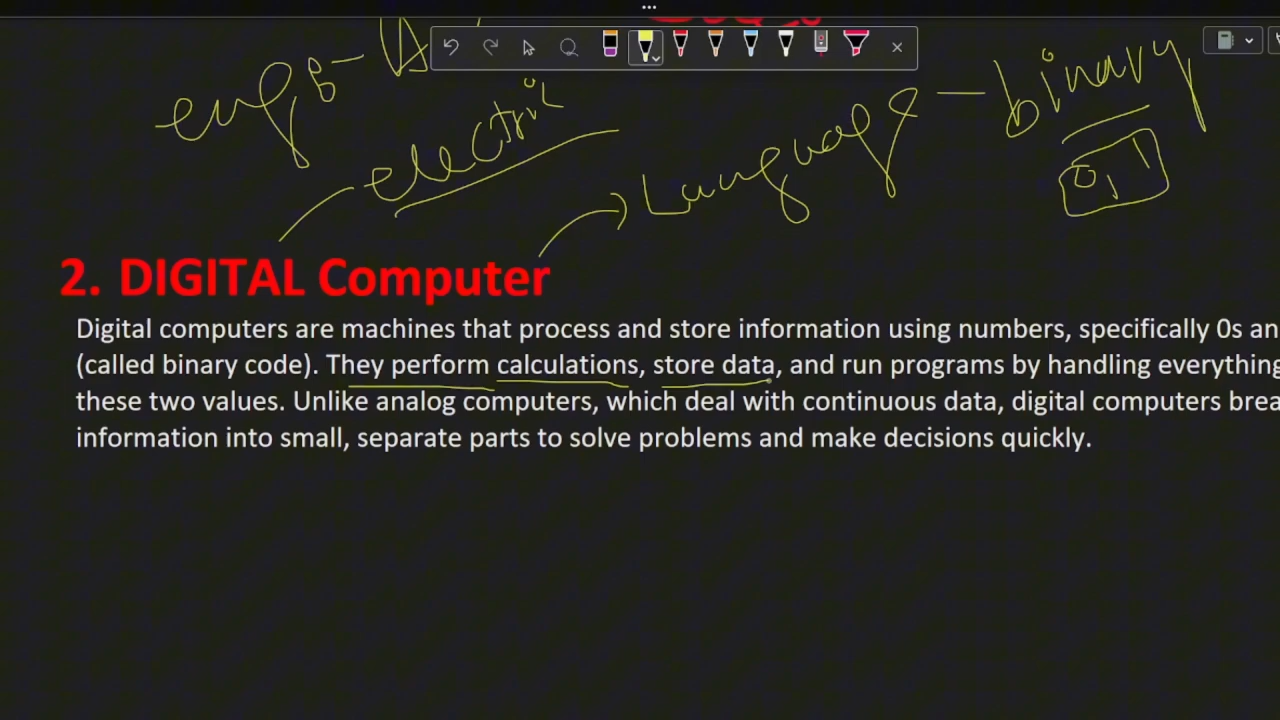 eng
electric
Language – binary
0, 1
2. DIGITAL Computer
Digital computers are machines that process and store information using numbers, specifically 0s an
(called binary code). They perform calculations, store data, and run programs by handling everything
these two values. Unlike analog computers, which deal with continuous data, digital computers brea
information into small, separate parts to solve problems and make decisions quickly.